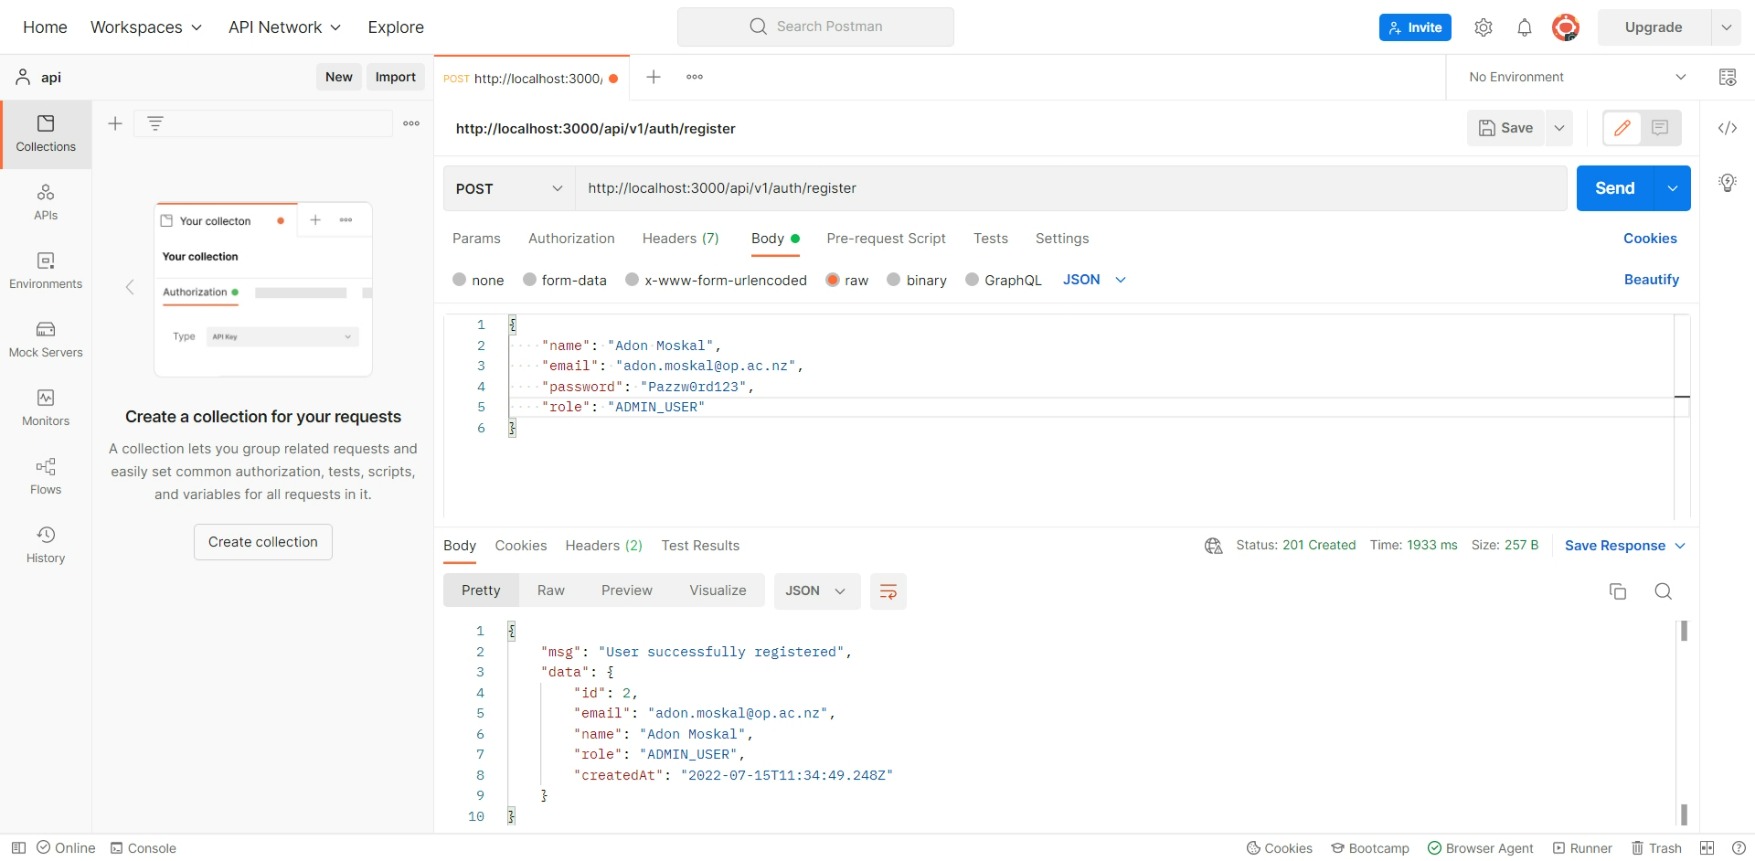 Home Workspaces API Network Explore Search Postman Invite Upgrade
api New Import POST http://localhost:3000/ No Environment
http://localhost:3000/api/v1/auth/register Save
Collections
APIs
Environments
Mock Servers
Monitors
Flows
History
Your collecton
Your collection
Authorization
Type API Key
Create a collection for your requests
A collection lets you group related requests and
easily set common authorization, tests, scripts,
and variables for all requests in it.
Create collection
POST http://localhost:3000/api/v1/auth/register Send
Params Authorization Headers (7) Body Pre-request Script Tests Settings Cookies
none form-data x-www-form-urlencoded raw binary GraphQL JSON Beautify
1 {
2 ····"name":·"Adon·Moskal",
3 ····"email":·"adon.moskal@op.ac.nz",
4 ····"password":·"Pazzw0rd123",
5 ····"role":·"ADMIN_USER"
6 }
Body Cookies Headers (2) Test Results Status: 201 Created Time: 1933 ms Size: 257 B Save Response
Pretty Raw Preview Visualize JSON
1 {
2 "msg": "User successfully registered",
3 "data": {
4 "id": 2,
5 "email": "adon.moskal@op.ac.nz",
6 "name": "Adon Moskal",
7 "role": "ADMIN_USER",
8 "createdAt": "2022-07-15T11:34:49.248Z"
9 }
10 }
Online Console Cookies Bootcamp Browser Agent Runner Trash